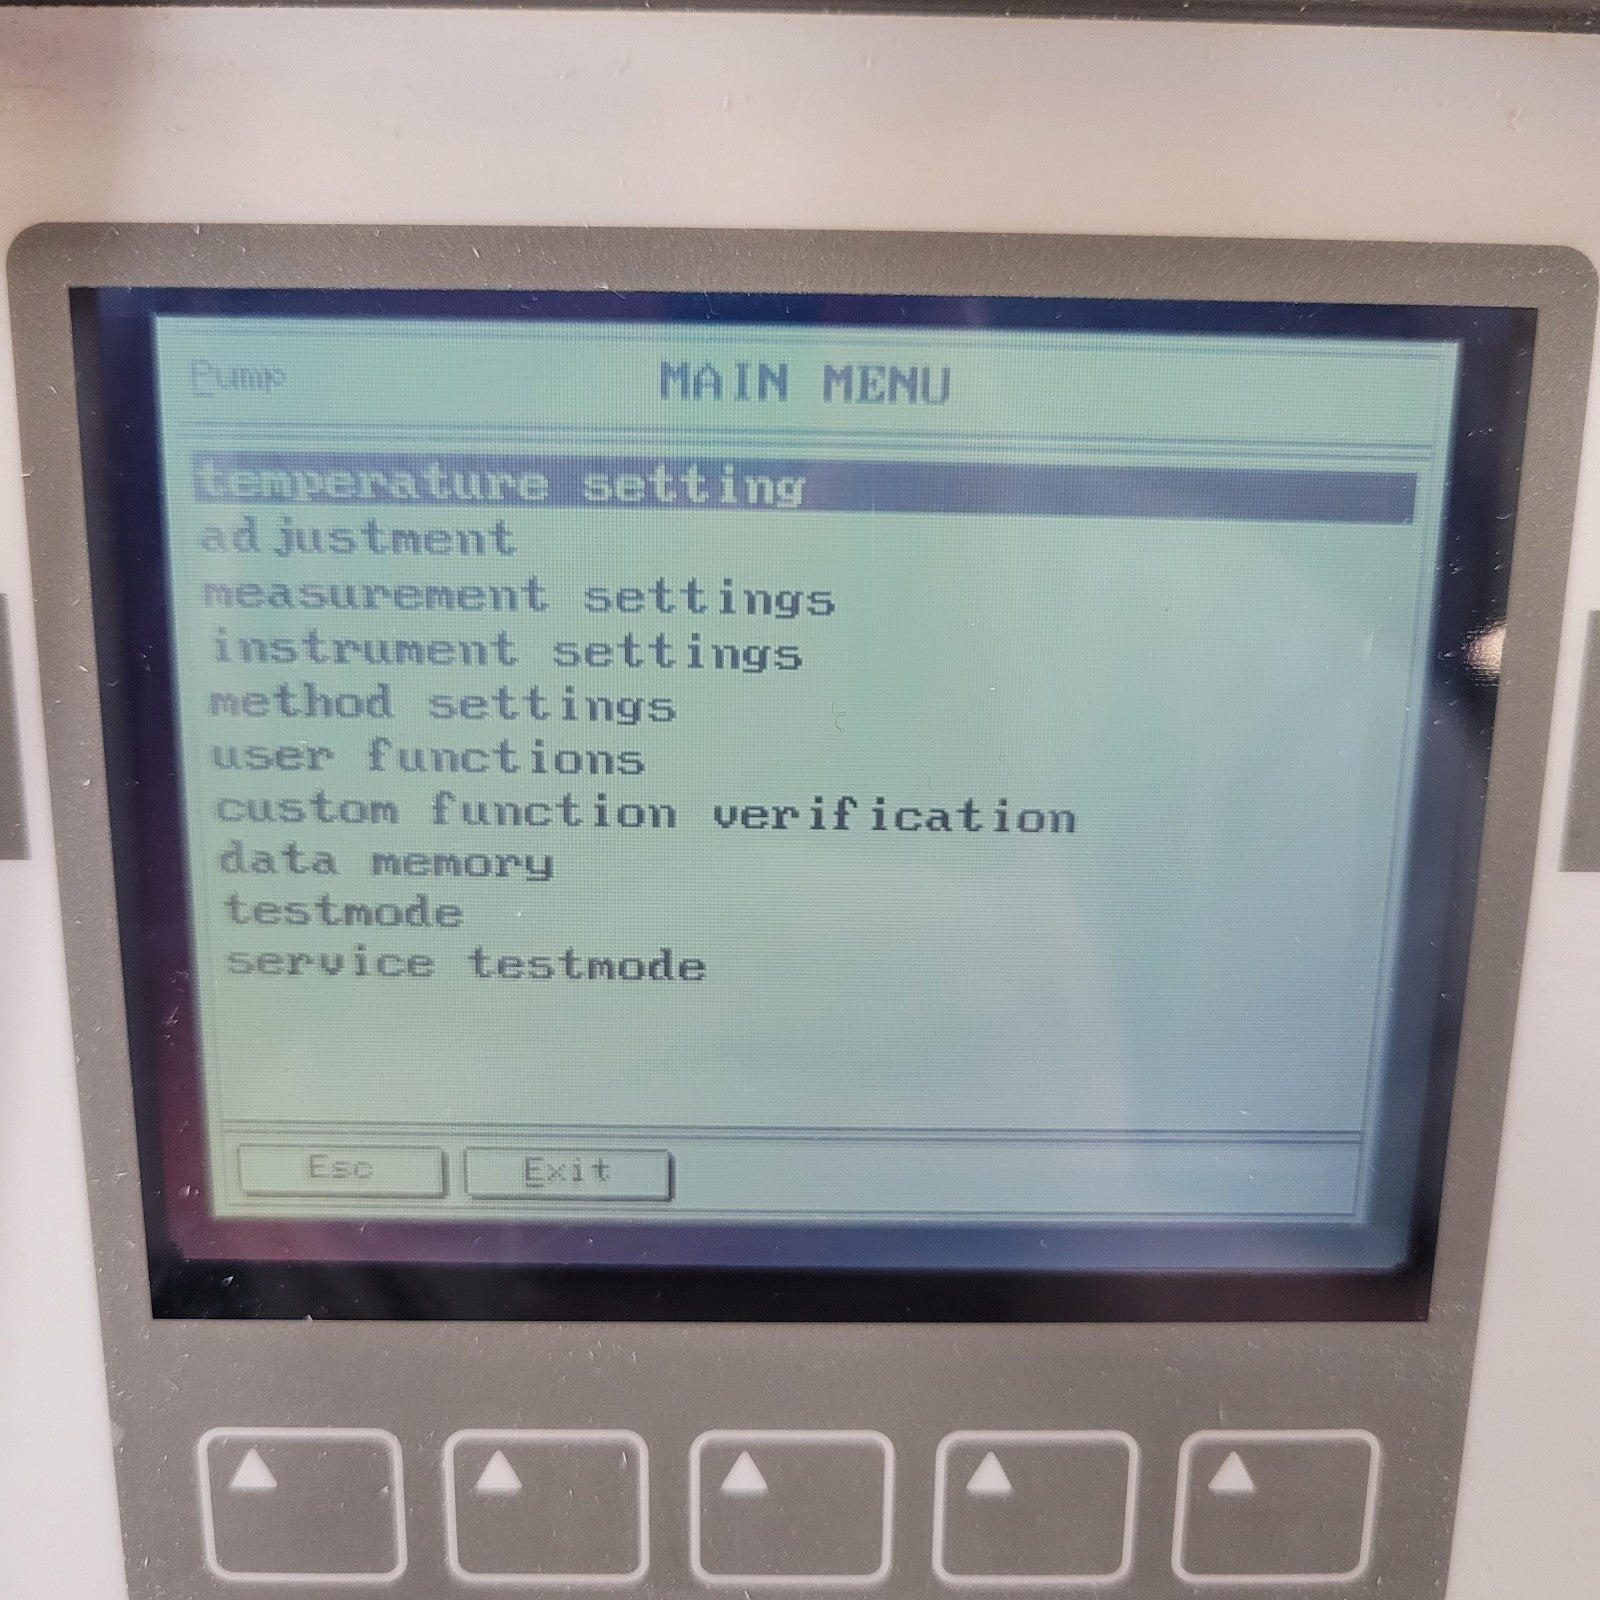 Pump MAIN MENU
temperature setting
adjustment
measurement settings
instrument settings
method settings
user functions
custom function verification
data memory
testmode
service testmode
Esc Exit